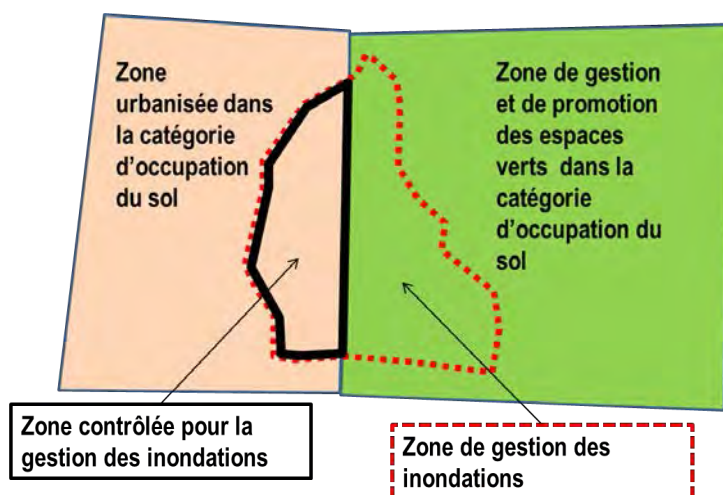 Zone
urbanisée dans
la catégorie
d'occupation
du sol
Zone de gestion
et de promotion
des espaces
verts dans la
catégorie
d'occupation du
sol
Zone contrôlée pour la
gestion des inondations
Zone de gestion des
inondations